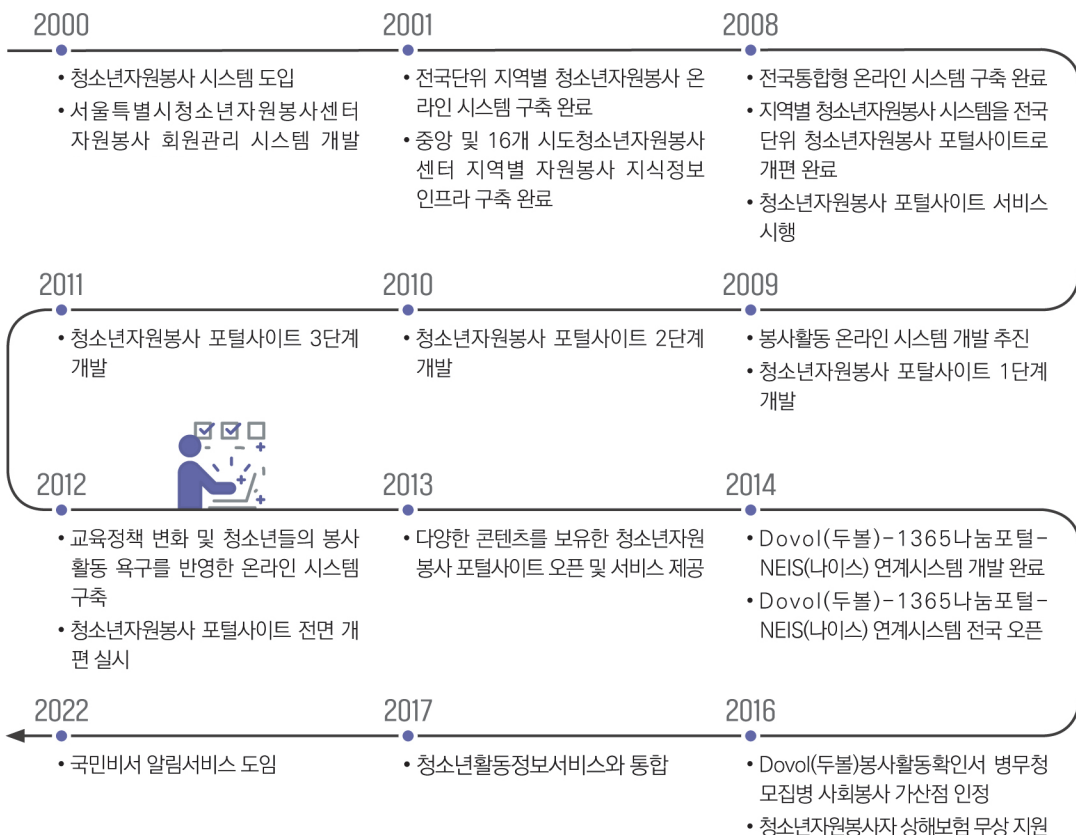 2000
• 청소년자원봉사 시스템 도입
• 서울특별시청소년자원봉사센터
자원봉사 회원관리 시스템 개발
2001
• 전국단위 지역별 청소년자원봉사 온
라인 시스템 구축 완료
• 중앙 및 16개 시도청소년자원봉사
센터 지역별 자원봉사 지식정보
인프라 구축 완료
2008
• 전국통합형 온라인 시스템 구축 완료
• 지역별 청소년자원봉사 시스템을 전국
단위 청소년자원봉사 포털사이트로
개편 완료
• 청소년자원봉사 포털사이트 서비스
시행
2009
• 봉사활동 온라인 시스템 개발 추진
• 청소년자원봉사 포탈사이트 1단계
개발
2010
• 청소년자원봉사 포털사이트 2단계
개발
2011
• 청소년자원봉사 포털사이트 3단계
개발
2012
• 교육정책 변화 및 청소년들의 봉사
활동 욕구를 반영한 온라인 시스템
구축
• 청소년자원봉사 포털사이트 전면 개
편 실시
2013
• 다양한 콘텐츠를 보유한 청소년자원
봉사 포털사이트 오픈 및 서비스 제공
2014
• Dovol(두볼)-1365나눔포털-
NEIS(나이스) 연계시스템 개발 완료
• Dovol(두볼)-1365나눔포털-
NEIS(나이스) 연계시스템 전국 오픈
2016
• Dovol(두볼)봉사활동확인서 병무청
모집병 사회봉사 가산점 인정
• 청소년자원봉사자 상해보험 무상 지원
2017
• 청소년활동정보서비스와 통합
2022
• 국민비서 알림서비스 도임